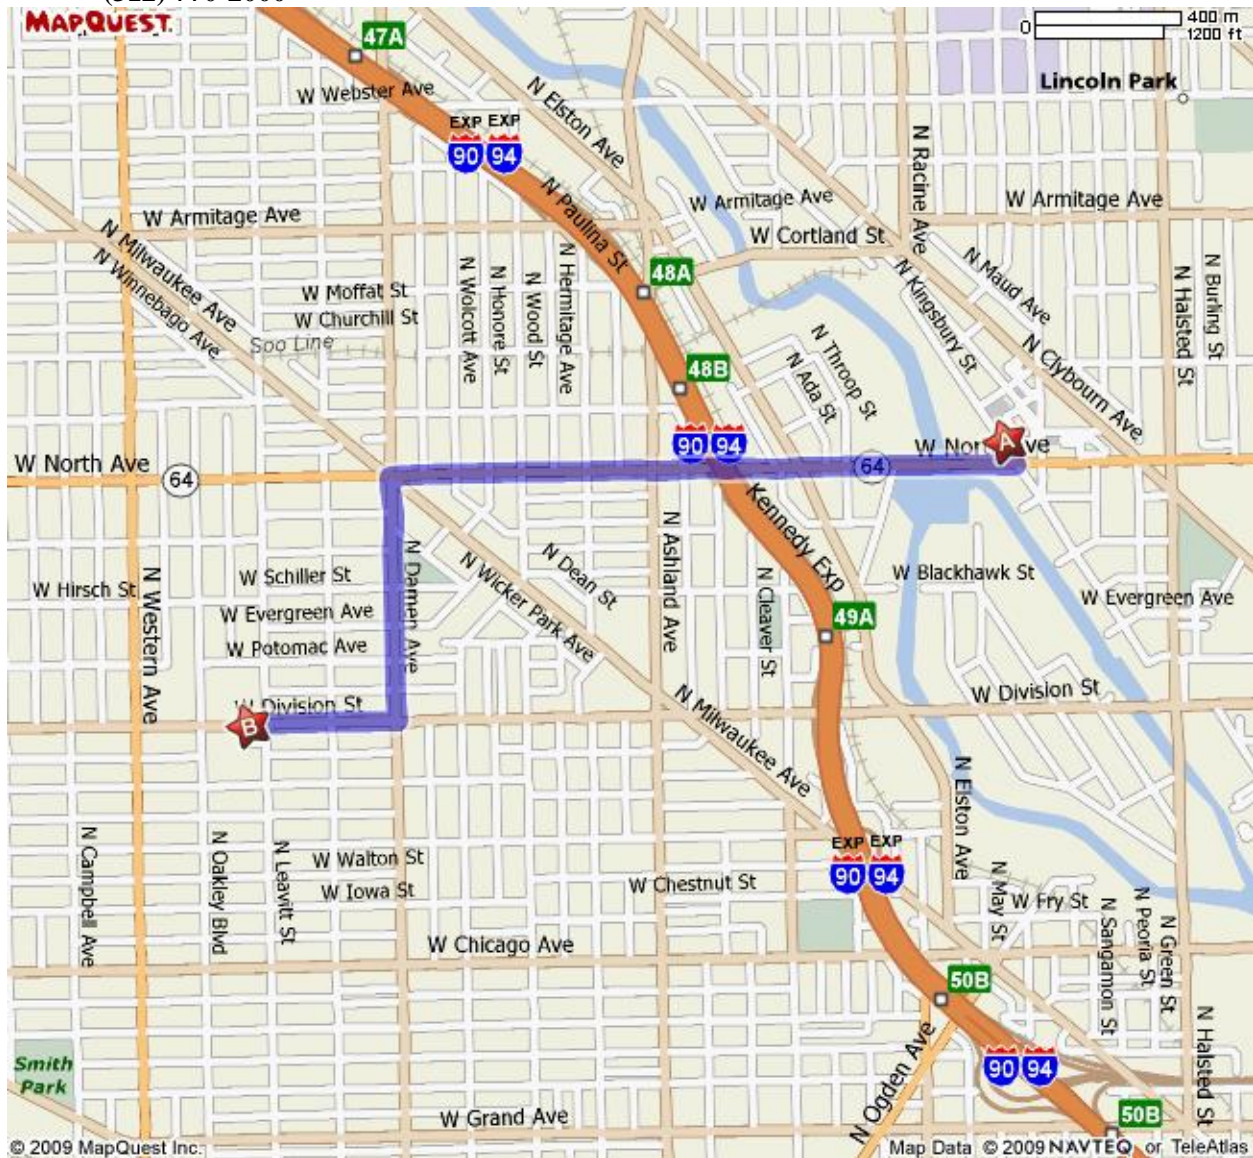 MAPQUEST.
0 400 m
1200 ft
47A
W Webster Ave
N Elston Ave
Lincoln Park
EXP EXP
90 94
N Paulina St
N Racine Ave
W Armitage Ave
W Armitage Ave
W Armitage Ave
W Cortland St
N Milwaukee Ave
N Winnebago Ave
48A
N Maud Ave
N Kingsbury St
N Halsted St
N Burling St
W Moffat St
W Churchill St
Soo Line
N Wolcott Ave
N Honore St
N Wood St
N Hermitage Ave
48B
N Throop St
N Ada St
N Clybourn Ave
90 94
W North Ave
A
W North Ave
64
64
Kennedy Exp
N Damen Ave
N Ashland Ave
N Dean St
N Wicker Park Ave
N Cleaver St
W Schiller St
W Hirsch St
N Western Ave
W Evergreen Ave
W Potomac Ave
W Blackhawk St
W Evergreen Ave
49A
W Division St
W Division St
B
N Milwaukee Ave
N Elston Ave
N Campbell Ave
N Oakley Blvd
N Leavitt St
W Walton St
W Iowa St
W Chestnut St
EXP EXP
90 94
N May St
W Fry St
N Sangamon St
N Peoria St
N Green St
W Chicago Ave
50B
N Ogden Ave
N Halsted St
90 94
Smith
Park
W Grand Ave
50B
© 2009 MapQuest Inc.
Map Data © 2009 NAVTEQ or TeleAtlas